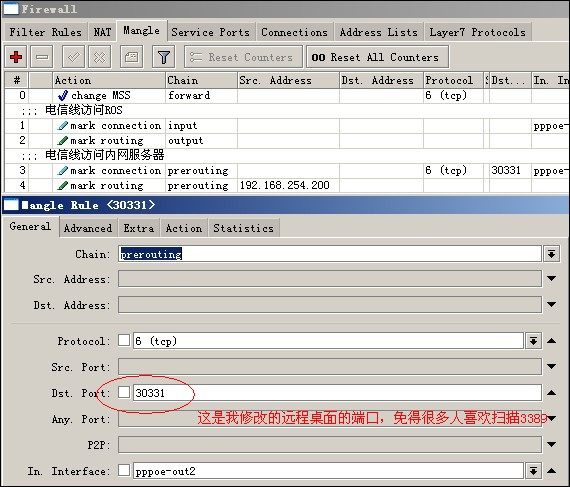 Firewall
Filter Rules NAT Mangle Service Ports Connections Address Lists Layer7 Protocols
Reset Counters 00 Reset All Counters
# Action Chain Src. Address Dst. Address Protocol Dst... In. In
0 change MSS forward 6 (tcp)
;;; 电信线访问ROS
1 mark connection input pppoe-
2 mark routing output
;;; 电信线访问内网服务器
3 mark connection prerouting 6 (tcp) 30331 pppoe-
4 mark routing prerouting 192.168.254.200
Mangle Rule <30331>
General Advanced Extra Action Statistics
Chain: prerouting
Src. Address:
Dst. Address:
Protocol: 6 (tcp)
Src. Port:
Dst. Port: 30331
这是我修改的远程桌面的端口，免得很多人喜欢扫描3389
Any. Port:
P2P:
In. Interface: pppoe-out2